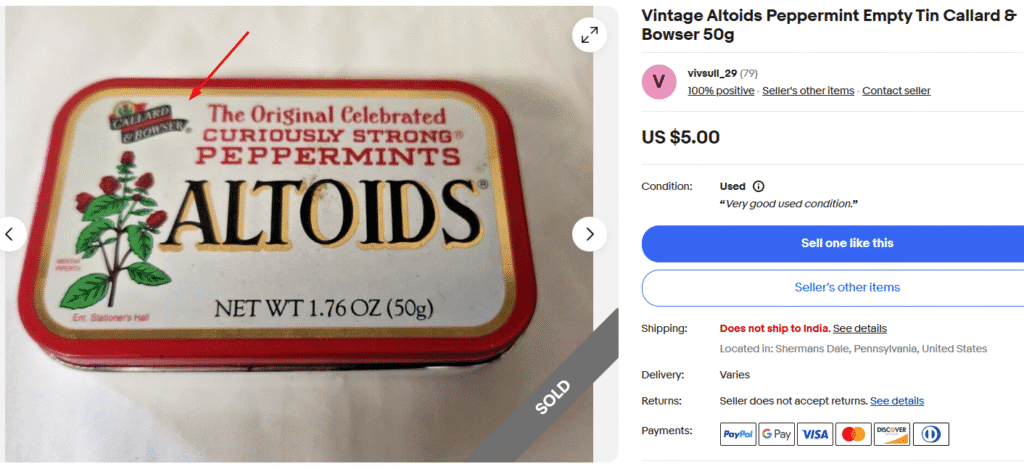 CALLARD
& BOWSER®
The Original Celebrated
CURIOUSLY STRONG®
PEPPERMINTS
ALTOIDS®
MENTHA
PIPERITA
Ent. Stationer's Hall
NET WT 1.76 OZ (50g)
SOLD
Vintage Altoids Peppermint Empty Tin Callard &
Bowser 50g
V
vivsull_29 (79)
100% positive · Seller's other items · Contact seller
US $5.00
Condition: Used
“Very good used condition.”
Sell one like this
Seller's other items
Shipping: Does not ship to India. See details
Located in: Shermans Dale, Pennsylvania, United States
Delivery: Varies
Returns: Seller does not accept returns. See details
Payments: PayPal G Pay VISA DISCOVER